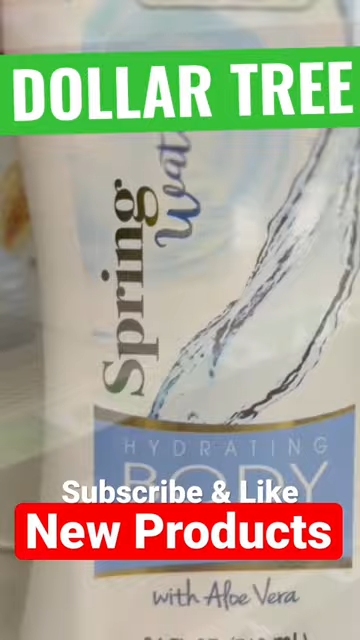 DOLLAR TREE
Spring
Wat
HYDRATING
BODY
Subscribe & Like
New Products
with Aloe Vera